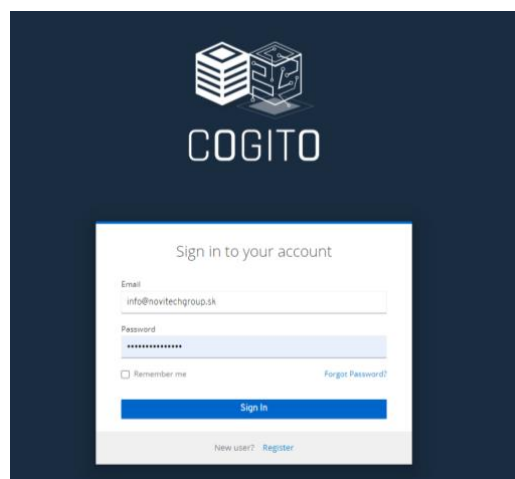 COGITO
Sign in to your account
Email
info@novitechgroup.sk
Password
•••••••••••••••
Remember me Forgot Password?
Sign In
New user? Register